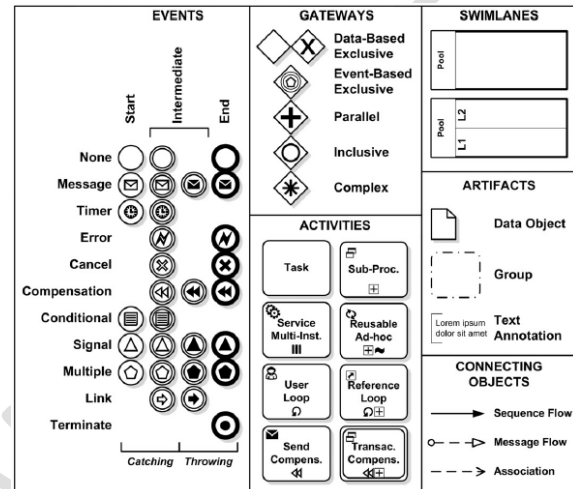 EVENTS
Start
Intermediate
End
None
Message
Timer
Error
Cancel
Compensation
Conditional
Signal
Multiple
Link
Terminate
Catching
Throwing
GATEWAYS
Data-Based
Exclusive
Event-Based
Exclusive
Parallel
Inclusive
Complex
ACTIVITIES
Task
Sub-Proc.
Service
Multi-Inst.
Reusable
Ad-hoc
User
Loop
Reference
Loop
Send
Compens.
Transac.
Compens.
SWIMLANES
Pool
Pool
L1
L2
ARTIFACTS
Data Object
Group
Lorem ipsum
dolor sit amet
Text
Annotation
CONNECTING
OBJECTS
Sequence Flow
Message Flow
Association